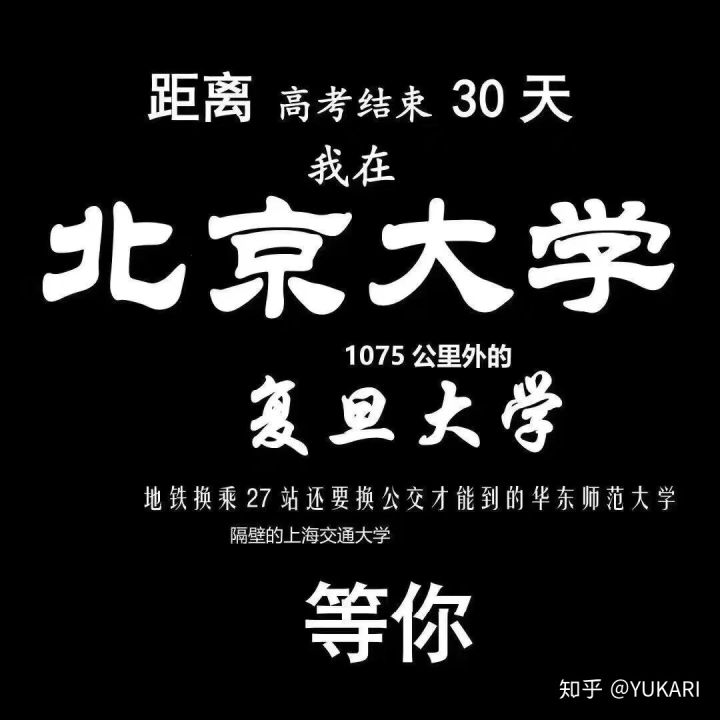 距离 高考结束 30 天
我在
北京大学
1075 公里外的
复旦大学
地铁换乘 27 站还要换公交才能到的华东师范大学
隔壁的上海交通大学
等你
知乎 @YUKARI